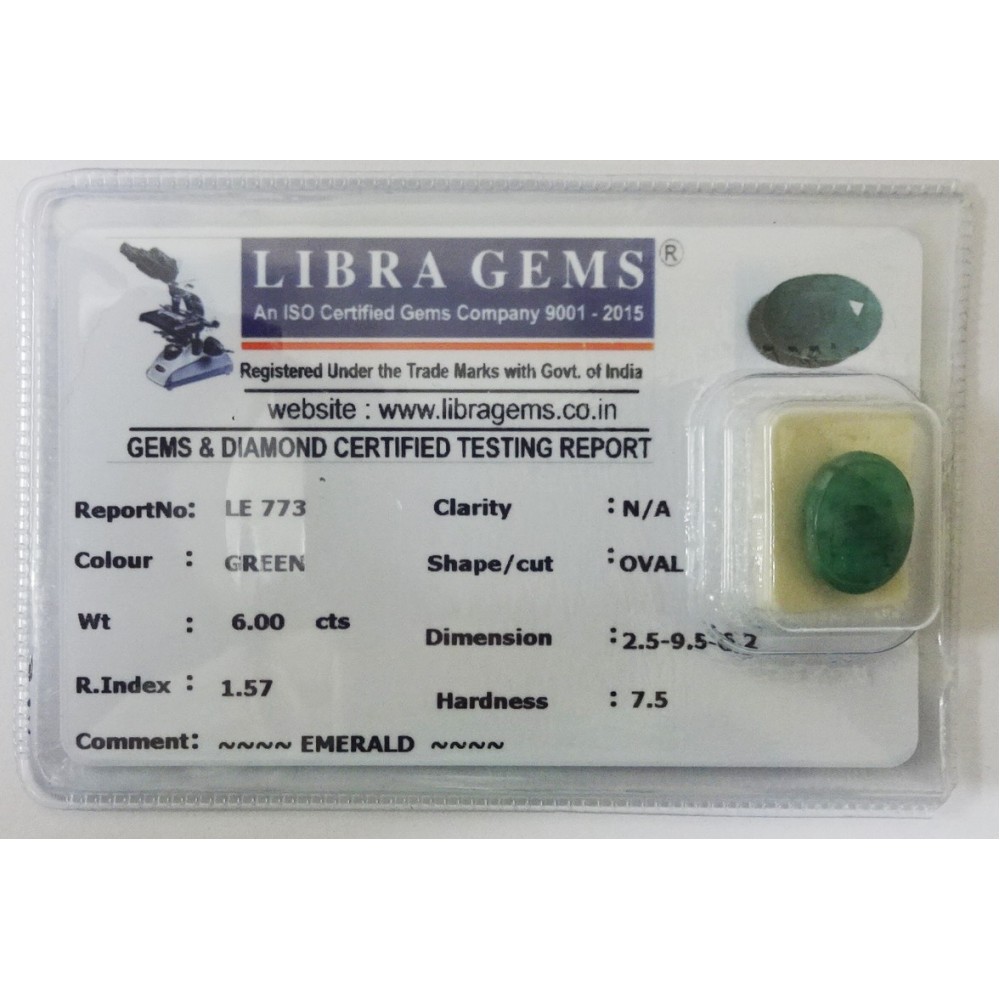 LIBRA GEMS ®
An ISO Certified Gems Company 9001 - 2015
Registered Under the Trade Marks with Govt. of India
website : www.libragems.co.in
GEMS & DIAMOND CERTIFIED TESTING REPORT
ReportNo: LE 773
Clarity : N/A
Colour : GREEN
Shape/cut : OVAL
Wt : 6.00 cts
Dimension : 2.5-9.5-6.2
R.Index : 1.57
Hardness : 7.5
Comment: ~~~~ EMERALD ~~~~